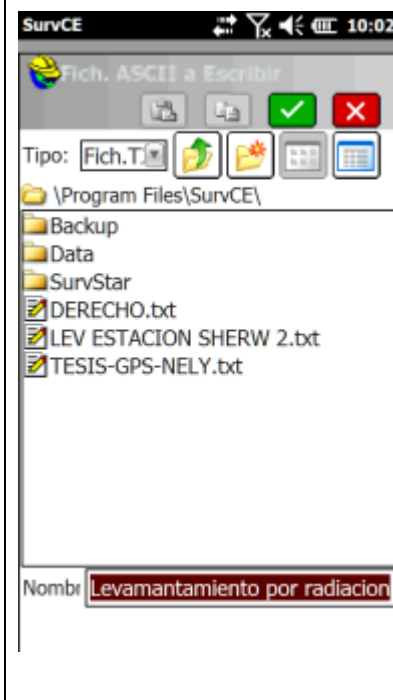 SurvCE 10:02
Fich. ASCII a Escribir
Tipo: Fich.T
\Program Files\SurvCE\
Backup
Data
SurvStar
DERECHO.txt
LEV ESTACION SHERW 2.txt
TESIS-GPS-NELY.txt
Nombr Levamantamiento por radiacion